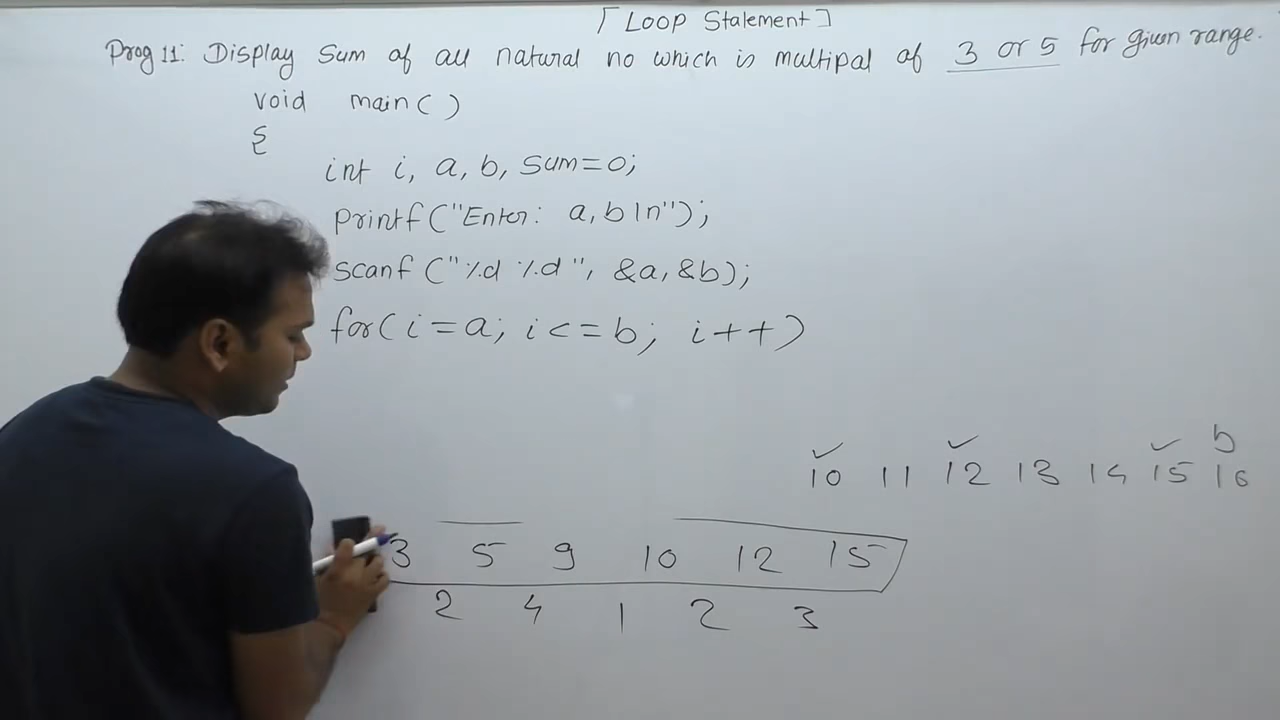 [Loop Statement]
Prog 11: Display Sum of all natural no which is multipal of 3 or 5 for given range.
void main()
{
int i, a, b, sum=0;
printf("Enter: a,b\n");
scanf("%d %d", &a,&b);
for(i=a; i<=b; i++)
b
10 11 12 13 14 15 16
3 5 9 10 12 15
2 4 1 2 3